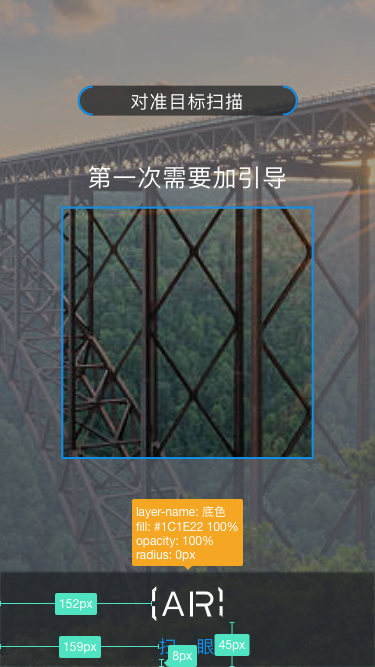 对准目标扫描
第一次需要加引导
layer-name: 底色
fill: #1C1E22 100%
opacity: 100%
radius: 0px
152px
{AR}
159px
扫 眼
45px
8px